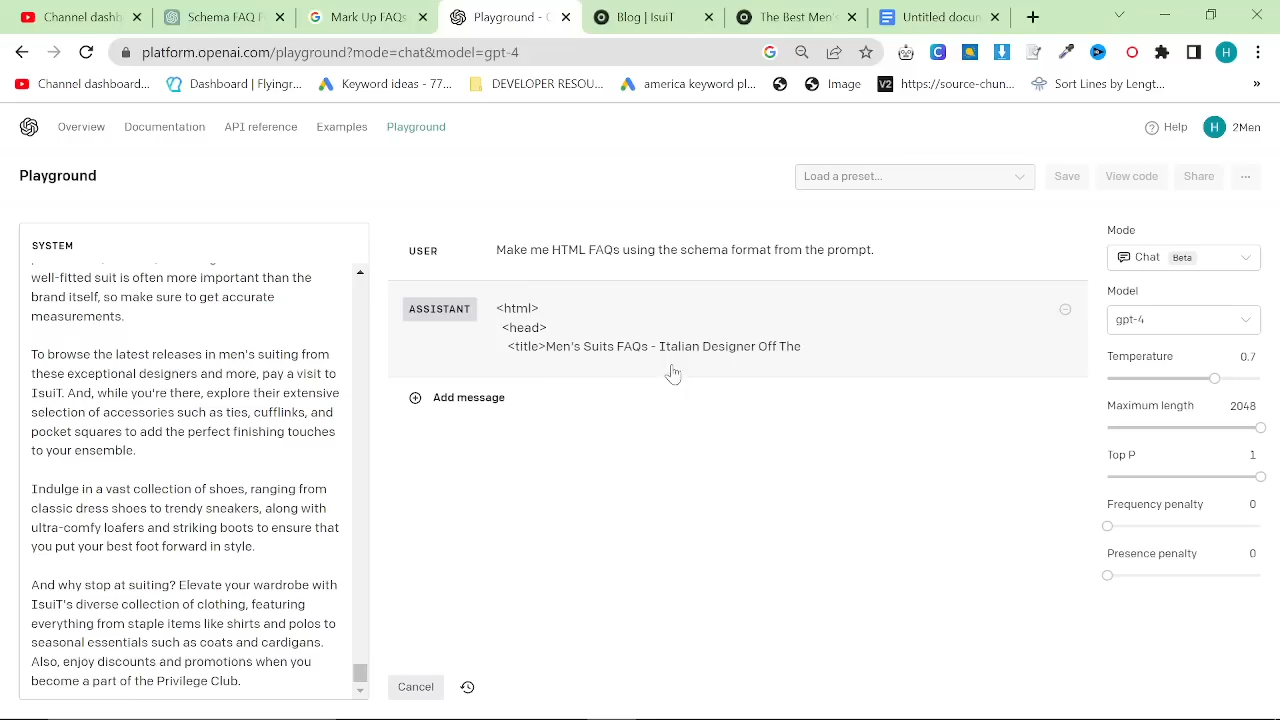 Channel dashb
Schema FAQ F
Mark Up FAQs
Playground - O
Blog | IsuiT
The Best Men'
Untitled docun
platform.openai.com/playground?mode=chat&model=gpt-4
Channel dashboard...
Dashboard | Flyingr...
Keyword ideas - 77...
DEVELOPER RESOU...
america keyword pl...
Image
V2
https://source-chun...
Sort Lines by Lengt...
»
Overview
Documentation
API reference
Examples
Playground
Help
H
2Men
Playground
Load a preset...
Save
View code
Share
...
SYSTEM
well-fitted suit is often more important than the
brand itself, so make sure to get accurate
measurements.
To browse the latest releases in men's suiting from
these exceptional designers and more, pay a visit to
IsuiT. And, while you're there, explore their extensive
selection of accessories such as ties, cufflinks, and
pocket squares to add the perfect finishing touches
to your ensemble.
Indulge in a vast collection of shoes, ranging from
classic dress shoes to trendy sneakers, along with
ultra-comfy loafers and striking boots to ensure that
you put your best foot forward in style.
And why stop at suiting? Elevate your wardrobe with
IsuiT's diverse collection of clothing, featuring
everything from staple items like shirts and polos to
seasonal essentials such as coats and cardigans.
Also, enjoy discounts and promotions when you
become a part of the Privilege Club.
USER
Make me HTML FAQs using the schema format from the prompt.
ASSISTANT
<html>
<head>
<title>Men's Suits FAQs - Italian Designer Off The
Add message
Cancel
Mode
Chat Beta
Model
gpt-4
Temperature 0.7
Maximum length 2048
Top P 1
Frequency penalty 0
Presence penalty 0